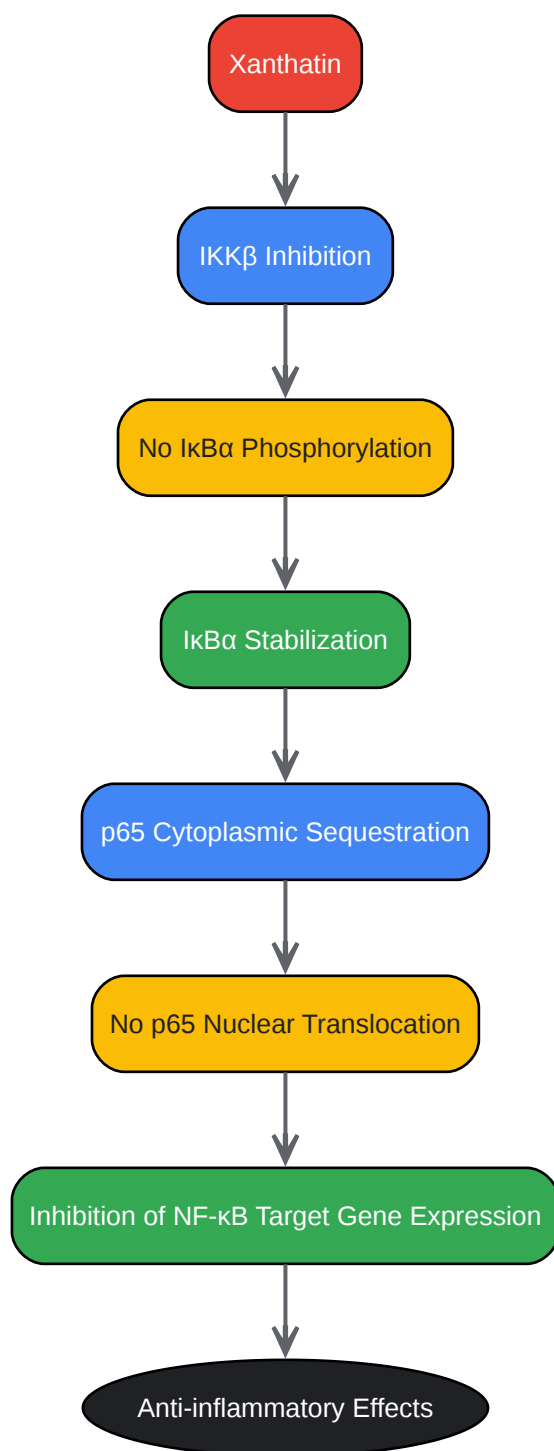 Xanthatin
IKKβ Inhibition
No IκBα Phosphorylation
IκBα Stabilization
p65 Cytoplasmic Sequestration
No p65 Nuclear Translocation
Inhibition of NF-κB Target Gene Expression
Anti-inflammatory Effects